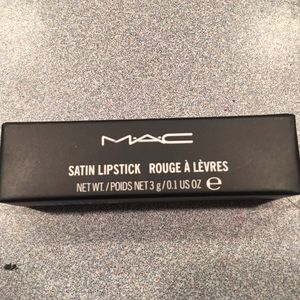 MAC
SATIN LIPSTICK ROUGE À LÈVRES
NET WT. / POIDS NET 3 g / 0.1 US OZ ℮